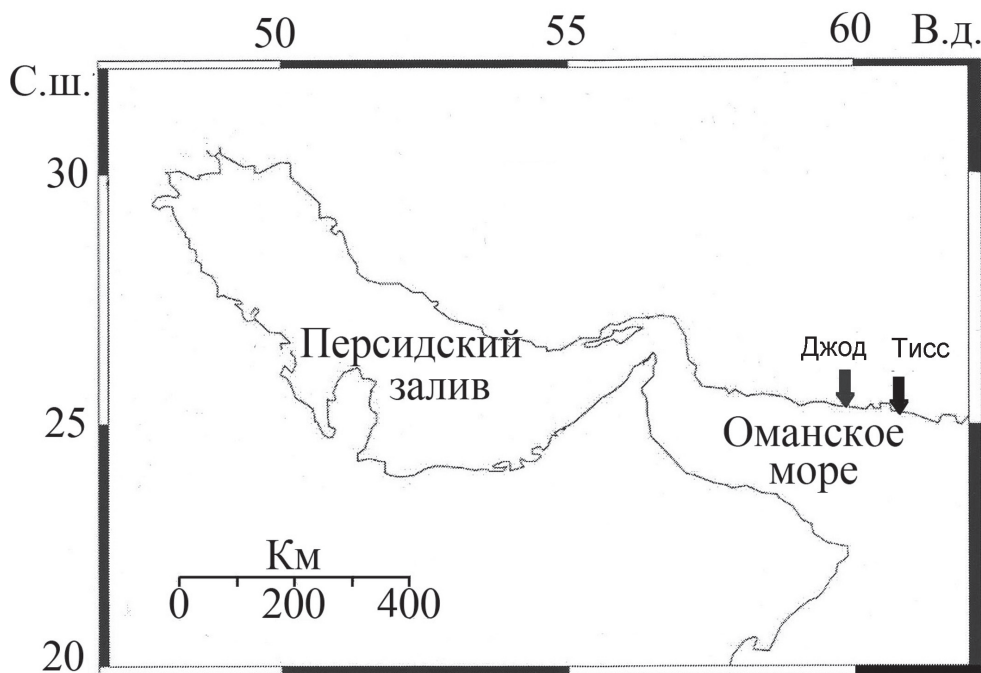 50 55 60 В.д.
С.ш.
30
Персидский
залив
Джод Тисс
25
Оманское
море
Км
0 200 400
20